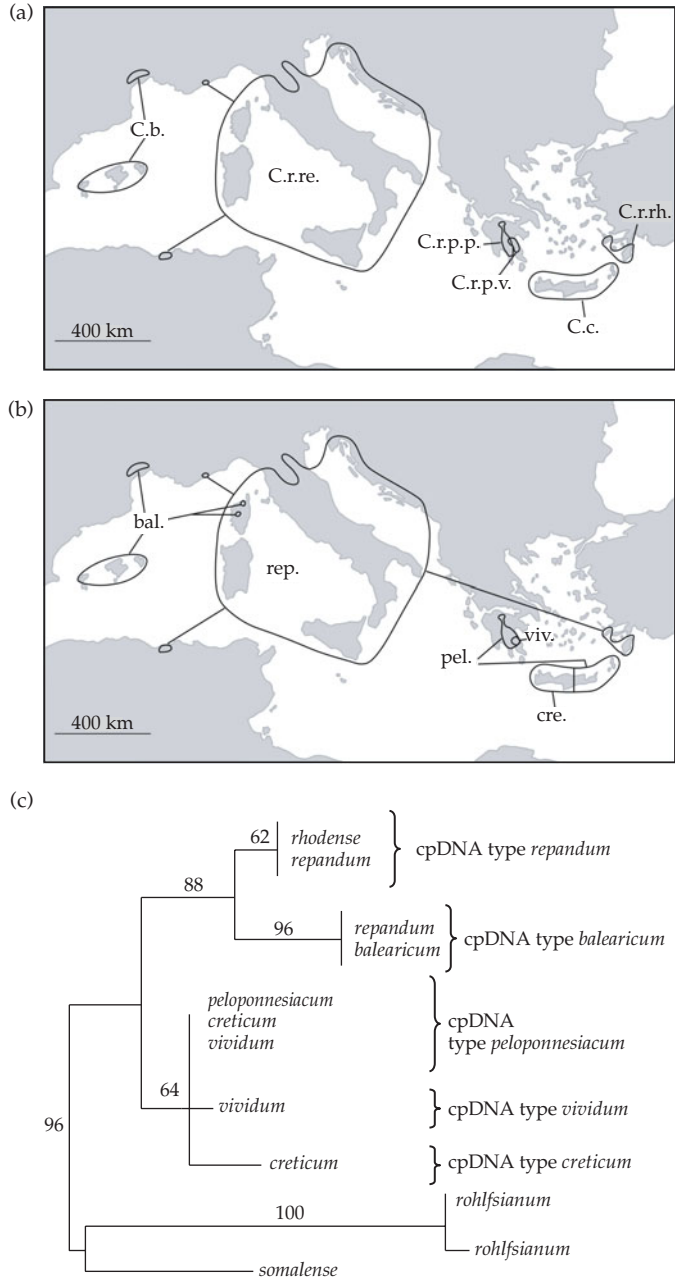 (a)
C.b.
C.r.re.
C.r.rh.
C.r.p.p.
C.r.p.v.
C.c.
400 km
(b)
bal.
rep.
viv.
pel.
cre.
400 km
(c)
62
rhodense
repandum
cpDNA type repandum
88
96
repandum
balearicum
cpDNA type balearicum
peloponnesiacum
creticum
vividum
cpDNA
type peloponnesiacum
64
vividum
cpDNA type vividum
96
creticum
cpDNA type creticum
rohlfsianum
100
rohlfsianum
somalense